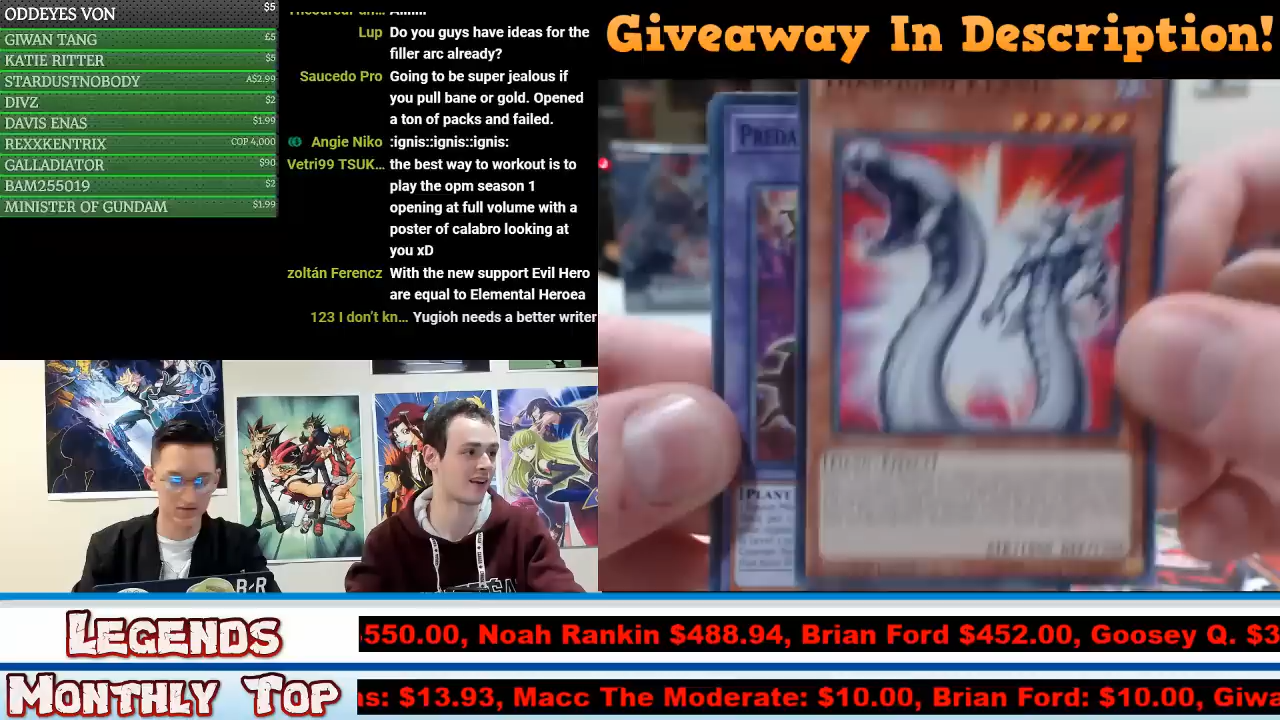 ODDEYES VON $5
GIWAN TANG £5
KATIE RITTER $5
STARDUSTNOBODY A$2.99
DIVZ $2
DAVIS ENAS $1.99
REXXKENTRIX COP 4,000
GALLADIATOR $90
BAM255019 $2
MINISTER OF GUNDAM $1.99
Lup Do you guys have ideas for the
filler arc already?
Saucedo Pro Going to be super jealous if
you pull bane or gold. Opened
a ton of packs and failed.
Angie Niko :ignis::ignis::ignis:
Vetri99 TSUK... the best way to workout is to
play the opm season 1
opening at full volume with a
poster of calabro looking at
you xD
zoltán Ferencz With the new support Evil Hero
are equal to Elemental Heroea
123 I don't kn... Yugioh needs a better writer
Giveaway In Description!
PREDA
PLANT
LEGENDS
550.00, Noah Rankin $488.94, Brian Ford $452.00, Goosey Q. $3
MONTHLY TOP
ns: $13.93, Macc The Moderate: $10.00, Brian Ford: $10.00, Giwa